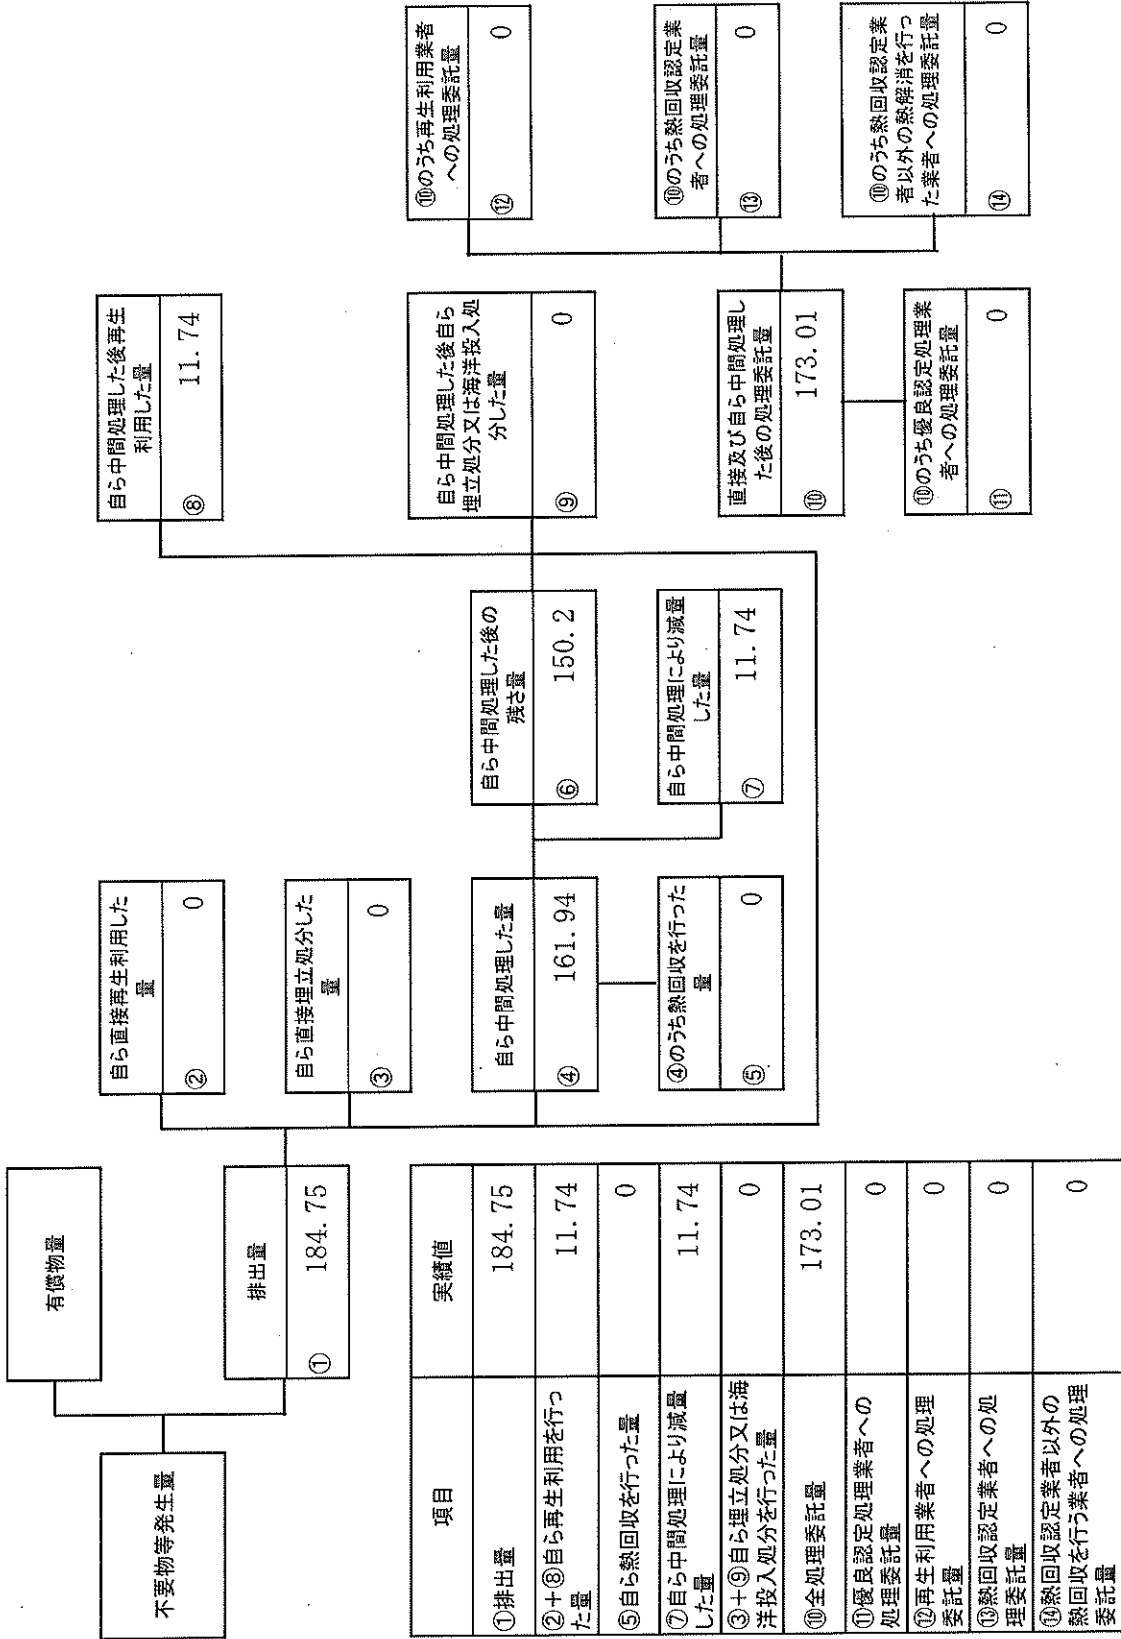 不要物等発生量
有償物量
排出量
① 184.75
自ら直接再生利用した
量
② 0
自ら直接埋立処分した
量
③ 0
自ら中間処理した量
④ 161.94
④のうち熱回収を行った
量
⑤ 0
自ら中間処理した後の
残さ量
⑥ 150.2
自ら中間処理により減量
した量
⑦ 11.74
自ら中間処理した後再生
利用した量
⑧ 11.74
自ら中間処理した後自ら
埋立処分又は海洋投入処
分した量
⑨ 0
直接及び自ら中間処理し
た後の処理委託量
⑩ 173.01
⑩のうち優良認定処理業
者への処理委託量
⑪ 0
⑩のうち再生利用業者
への処理委託量
⑫ 0
⑩のうち熱回収認定業
者への処理委託量
⑬ 0
⑩のうち熱回収認定業
者以外の熱解消を行っ
た業者への処理委託量
⑭ 0
項目 実績値
①排出量 184.75
②+⑧自ら再生利用を行っ
た量 11.74
⑤自ら熱回収を行った量 0
⑦自ら中間処理により減量
した量 11.74
③+⑨自ら埋立処分又は海
洋投入処分を行った量 0
⑩全処理委託量 173.01
⑪優良認定処理業者への
処理委託量 0
⑫再生利用業者への処理
委託量 0
⑬熱回収認定業者への処
理委託量 0
⑭熱回収認定業者以外の
熱回収を行う業者への処理
委託量 0